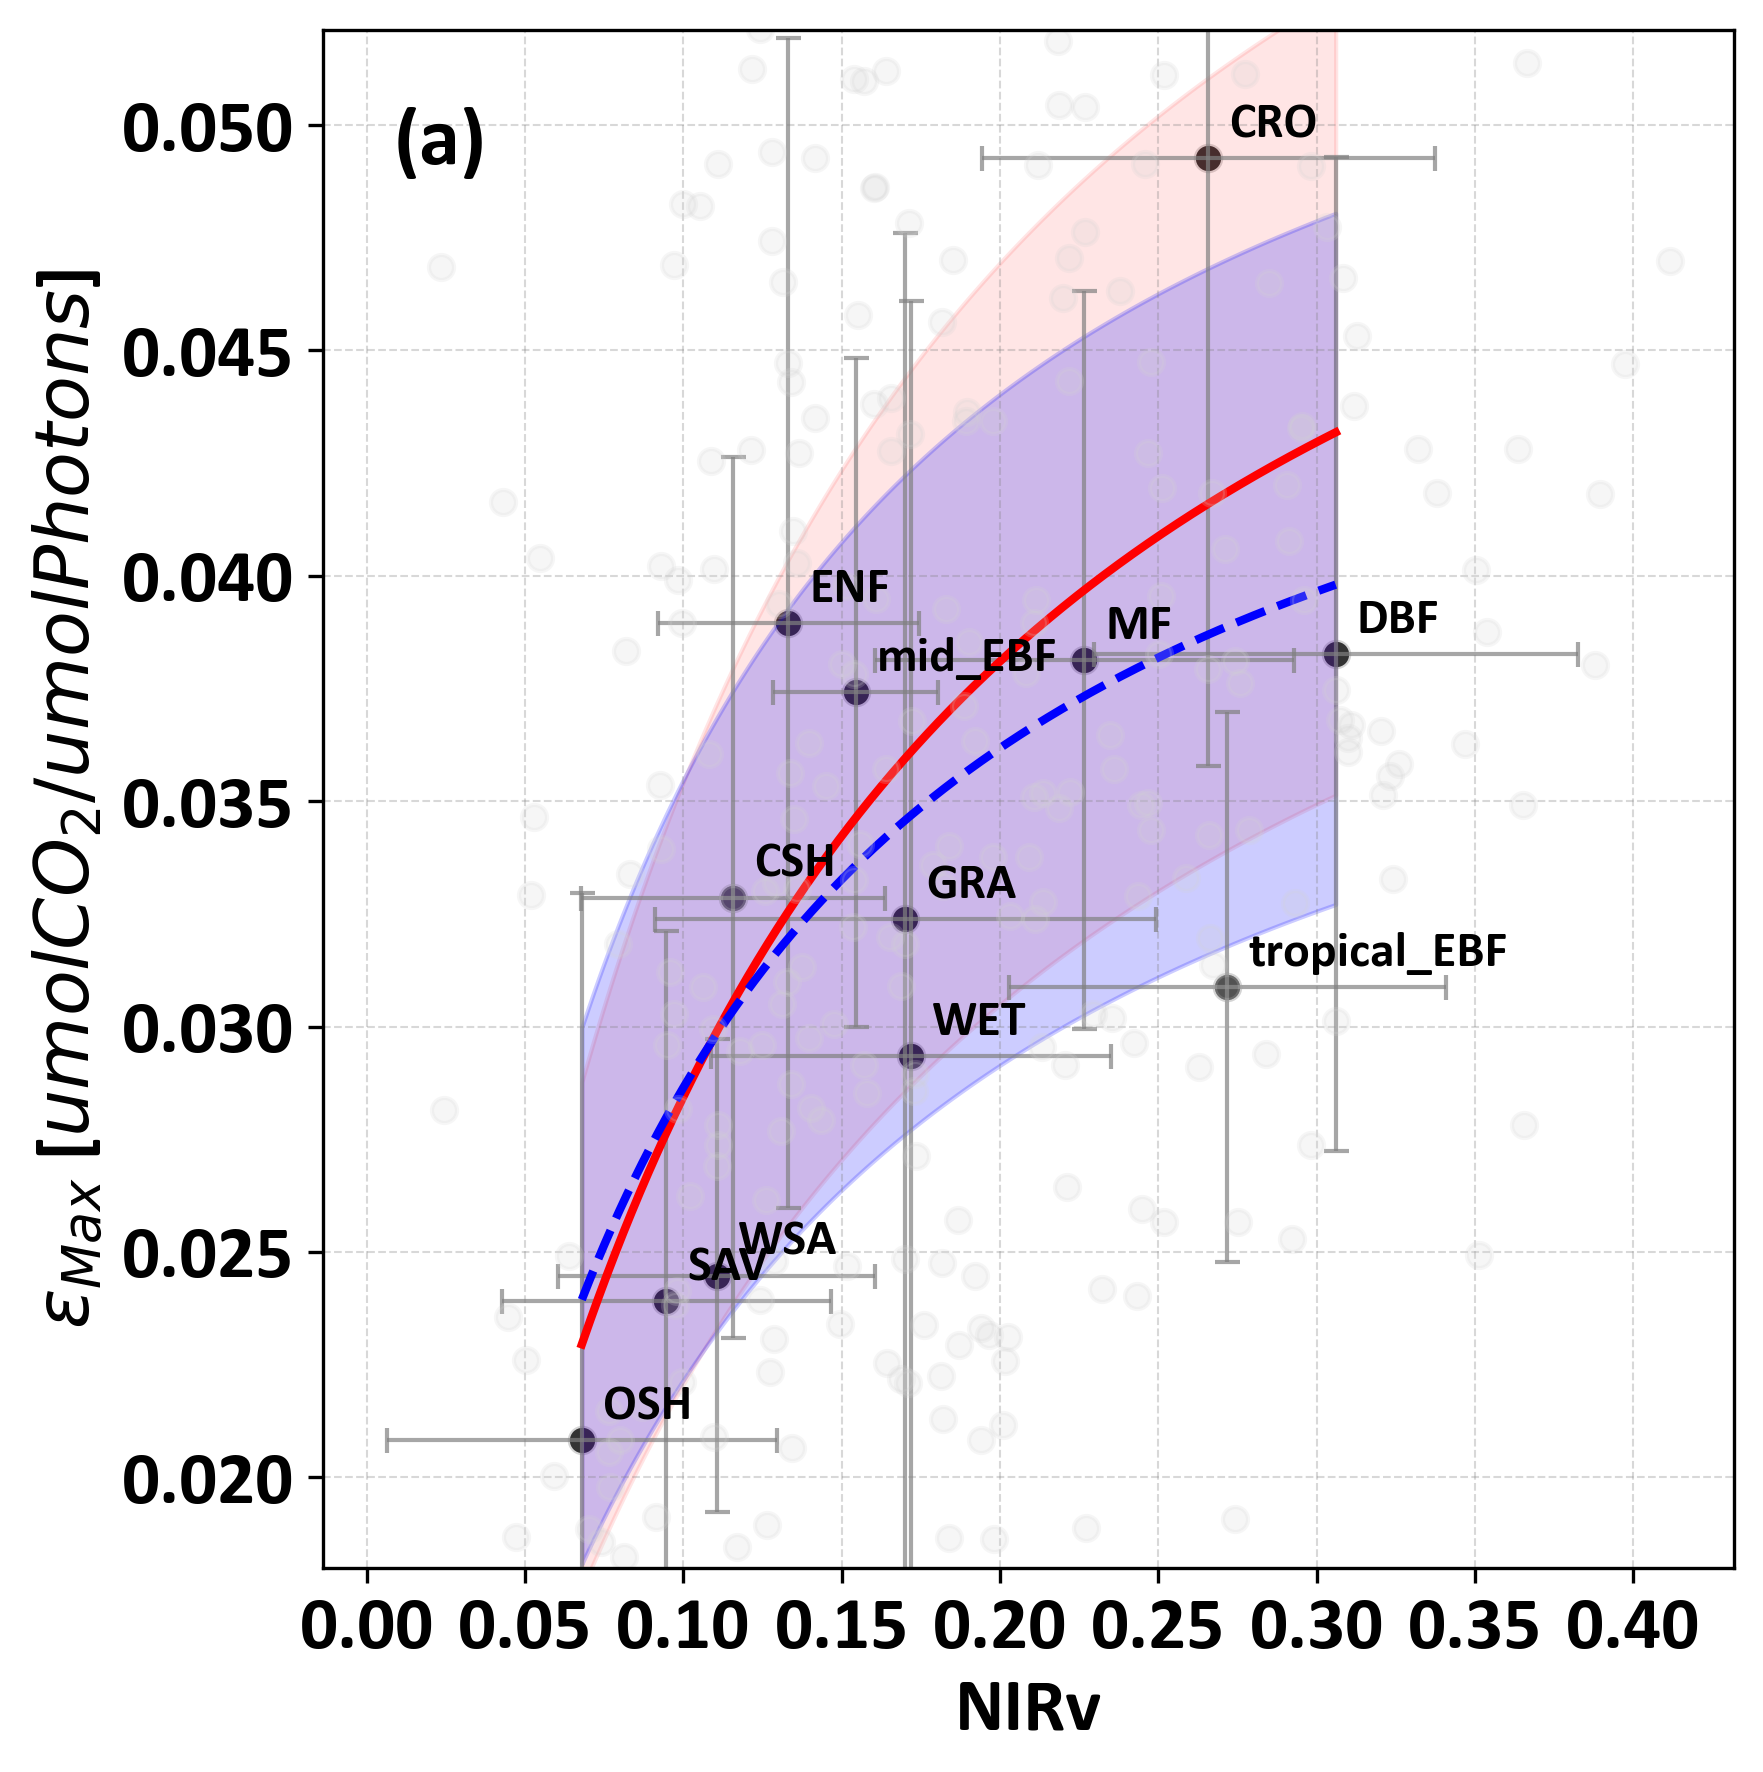 (a)
CRO
ENF
MF
DBF
mid_EBF
CSH
GRA
tropical_EBF
WET
WSA
SAV
OSH
0.050
0.045
0.040
0.035
0.030
0.025
0.020
εMax [umolCO₂/umolPhotons]
0.00 0.05 0.10 0.15 0.20 0.25 0.30 0.35 0.40
NIRv